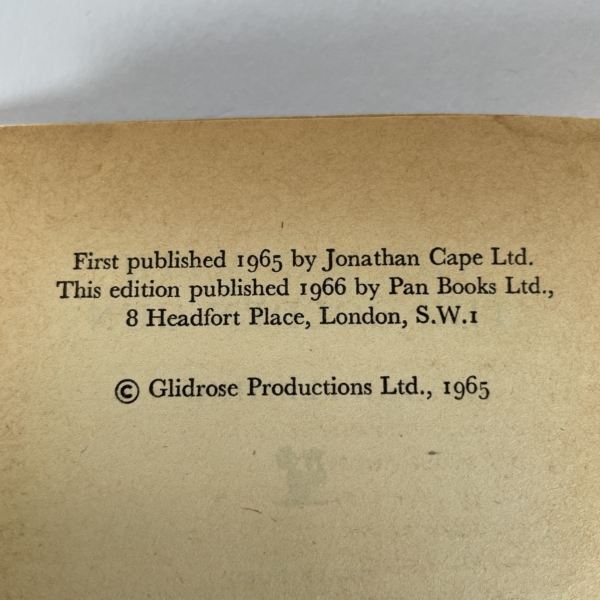 First published 1965 by Jonathan Cape Ltd.
This edition published 1966 by Pan Books Ltd.,
8 Headfort Place, London, S.W.1
© Glidrose Productions Ltd., 1965